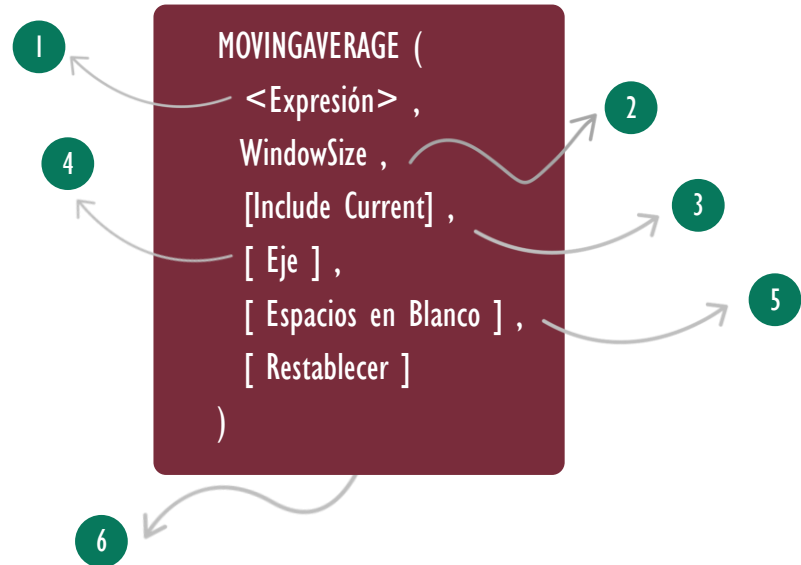 1
MOVINGAVERAGE (
<Expresión> ,
2
WindowSize ,
4
[Include Current] ,
3
[ Eje ] ,
[ Espacios en Blanco ] ,
5
[ Restablecer ]
)
6